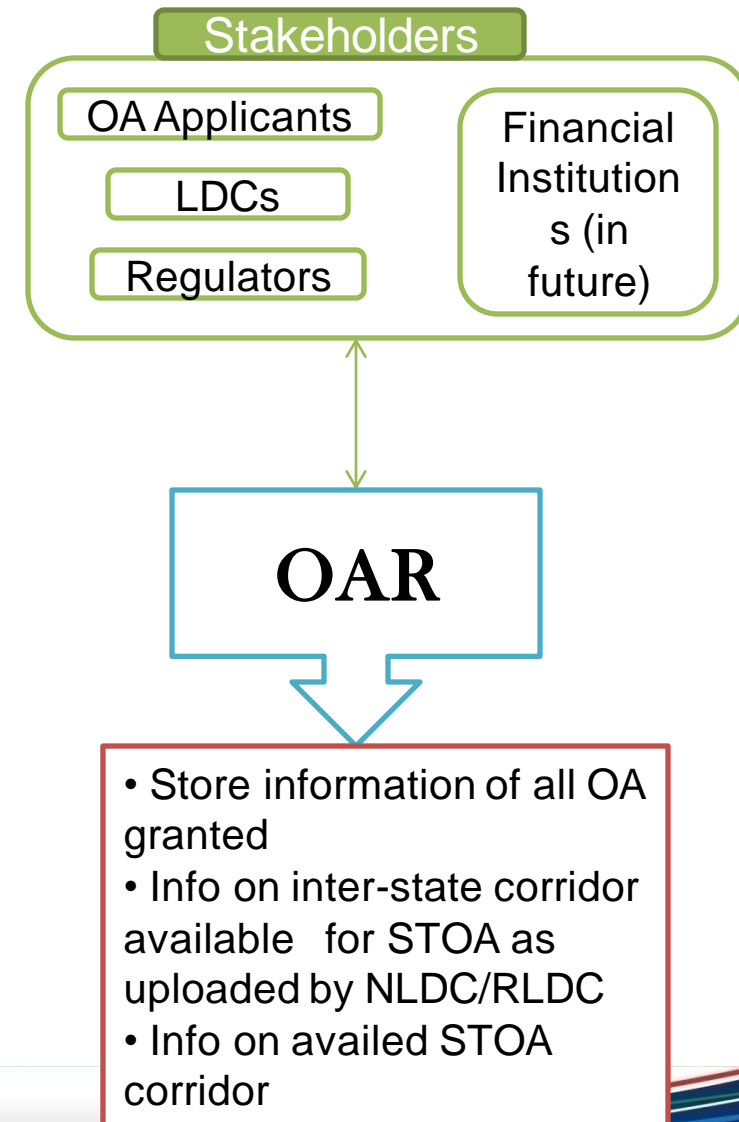 Stakeholders
OA Applicants
LDCs
Regulators
Financial
Institution
s (in
future)
OAR
• Store information of all OA
granted
• Info on inter-state corridor
available for STOA as
uploaded by NLDC/RLDC
• Info on availed STOA
corridor